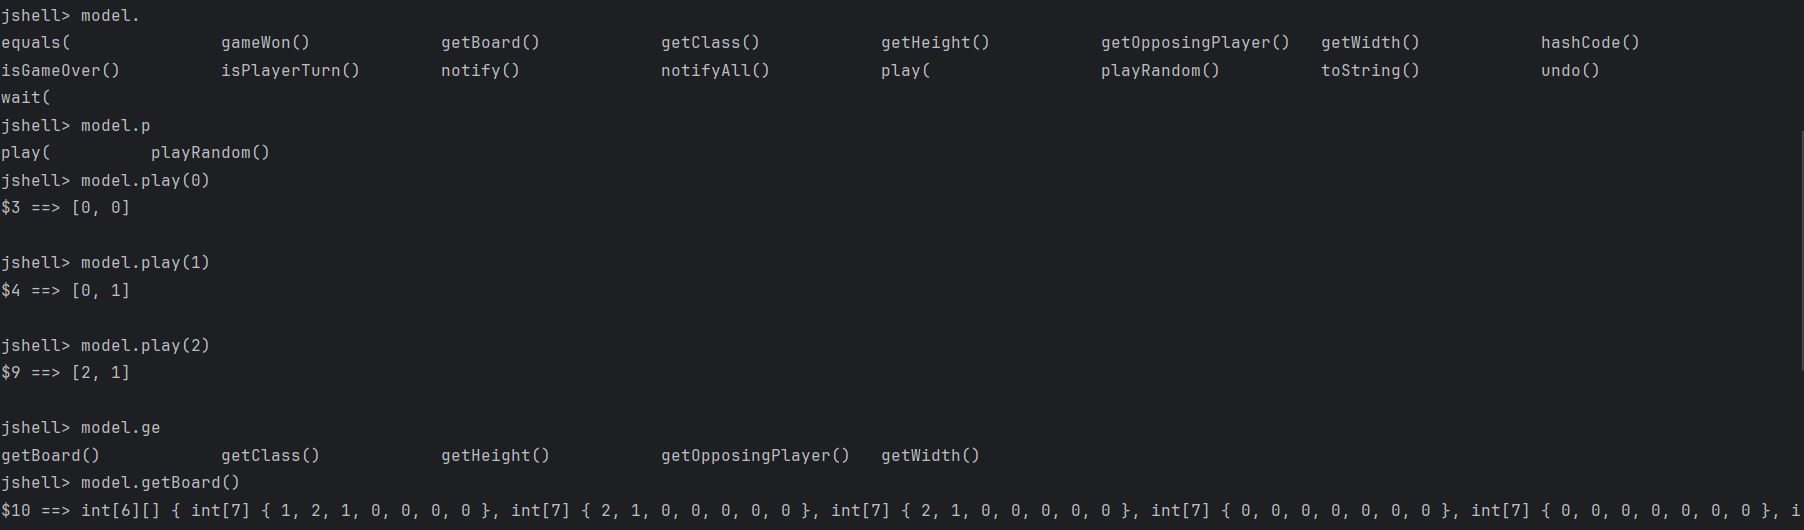 jshell> model.
equals( gameWon() getBoard() getClass() getHeight() getOpposingPlayer() getWidth() hashCode()
isGameOver() isPlayerTurn() notify() notifyAll() play( playRandom() toString() undo()
wait(
jshell> model.p
play( playRandom()
jshell> model.play(0)
$3 ==> [0, 0]
jshell> model.play(1)
$4 ==> [0, 1]
jshell> model.play(2)
$9 ==> [2, 1]
jshell> model.ge
getBoard() getClass() getHeight() getOpposingPlayer() getWidth()
jshell> model.getBoard()
$10 ==> int[6][] { int[7] { 1, 2, 1, 0, 0, 0, 0 }, int[7] { 2, 1, 0, 0, 0, 0, 0 }, int[7] { 2, 1, 0, 0, 0, 0, 0 }, int[7] { 0, 0, 0, 0, 0, 0, 0 }, int[7] { 0, 0, 0, 0, 0, 0, 0 }, i